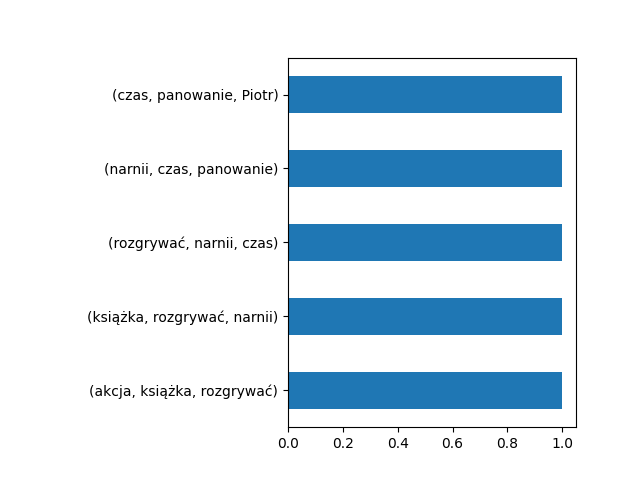 (czas, panowanie, Piotr)
(narnii, czas, panowanie)
(rozgrywać, narnii, czas)
(książka, rozgrywać, narnii)
(akcja, książka, rozgrywać)
0.0 0.2 0.4 0.6 0.8 1.0